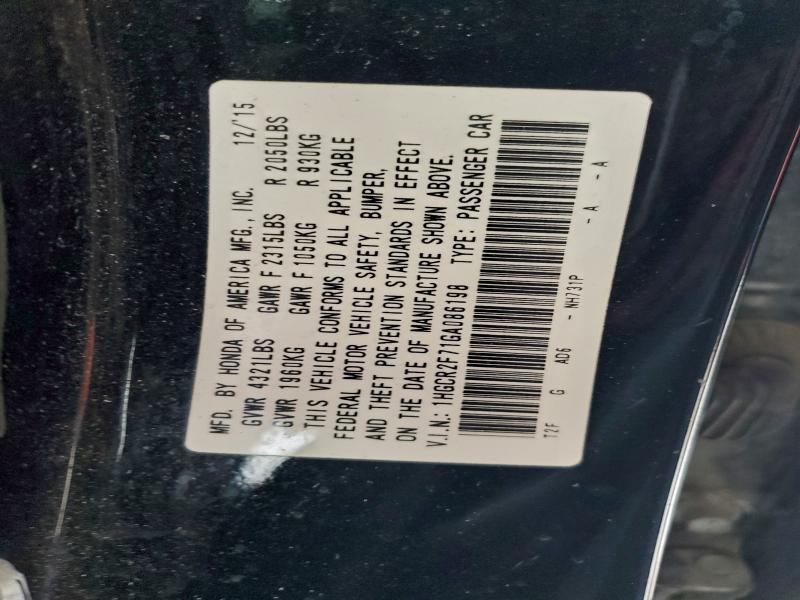 MFD. BY HONDA OF AMERICA MFG., INC. 12/15
GVWR 4321LBS GAWR F 2315LBS R 2050LBS
GVWR 1960KG GAWR F 1050KG R 930KG
THIS VEHICLE CONFORMS TO ALL APPLICABLE
FEDERAL MOTOR VEHICLE SAFETY, BUMPER,
AND THEFT PREVENTION STANDARDS IN EFFECT
ON THE DATE OF MANUFACTURE SHOWN ABOVE.
V.I.N.: 1HGCR2F71GA086198 TYPE: PASSENGER CAR
T2F G AD6 - NH731P - A - A